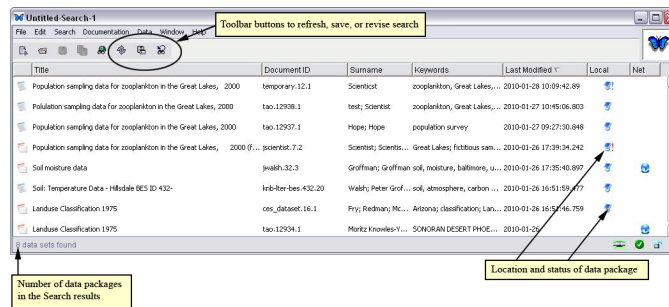 Untitled-Search-1
Toolbar buttons to refresh, save, or revise search
File Edit Search Documentation Data Window Help
Title Document ID Surname Keywords Last Modified Local Net
Population sampling data for zooplankton in the Great Lakes, 2000 temporary.12.1 Scienticst zooplankton, Great Lakes,... 2010-01-28 10:09:42.89
Polulation sampling data for zooplankton in the Great Lakes, 2000 tao.12938.1 test; Scientist zooplankton, Great Lakes,... 2010-01-27 10:45:06.803
Population sampling data for zooplankton in the Great Lakes, 2000 tao.12937.1 Hope; Hope population survey 2010-01-27 09:27:30.848
Population sampling data for zooplankton in the Great Lakes, 2000 (f... jscientist.7.2 Scientist; Scientis... Great Lakes; fictitious sam... 2010-01-26 17:39:34.242
Soil moisture data jwalsh.32.3 Groffman; Groffman soil, moisture, baltimore, u... 2010-01-26 17:35:40.897
Soil: Temperature Data - Hillsdale BES ID 432- knb-lter-bes.432.20 Walsh; Peter Grof... soil, atmosphere, carbon ... 2010-01-26 16:51:59.477
Landuse Classification 1975 ces_dataset.16.1 Fry; Redman; Mc... Arizona; classification; Lan... 2010-01-26 16:51:46.759
Landuse Classification 1975 tao.12934.1 Moritz Knowles-Y... SONORAN DESERT PHOE... 2010-01-26
8 data sets found
Location and status of data package
Number of data packages
in the Search results